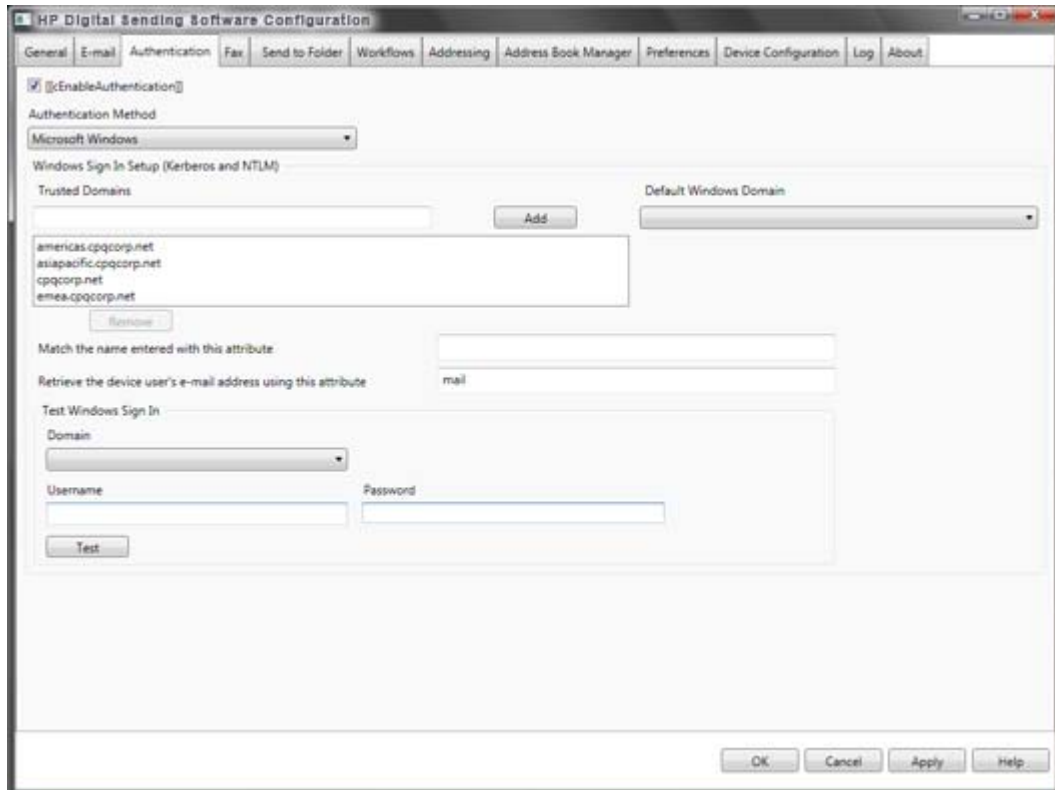 HP Digital Sending Software Configuration
General E-mail Authentication Fax Send to Folder Workflows Addressing Address Book Manager Preferences Device Configuration Log About
[[cEnableAuthentication]]
Authentication Method
Microsoft Windows
Windows Sign In Setup (Kerberos and NTLM)
Trusted Domains Default Windows Domain
Add
americas.cpqcorp.net
asiapacific.cpqcorp.net
cpqcorp.net
emea.cpqcorp.net
Remove
Match the name entered with this attribute
Retrieve the device user's e-mail address using this attribute mail
Test Windows Sign In
Domain
Username Password
Test
OK Cancel Apply Help